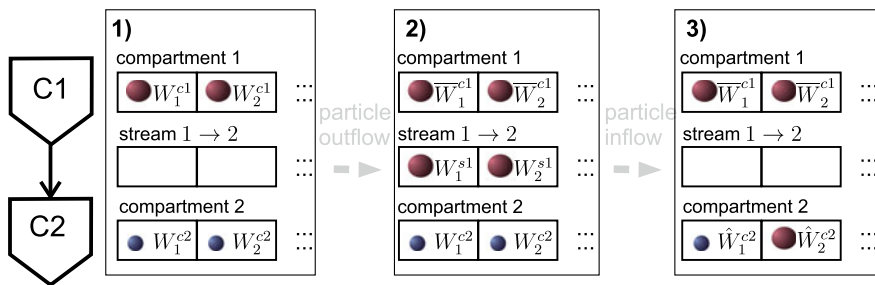 C1
C2
1)
compartment 1
$W_1^{c1}$ $W_2^{c1}$ ...
...
stream $1 \rightarrow 2$
...
...
compartment 2
$W_1^{c2}$ $W_2^{c2}$ ...
...
particle
outflow
2)
compartment 1
$\overline{W}_1^{c1}$ $\overline{W}_2^{c1}$ ...
...
stream $1 \rightarrow 2$
$W_1^{s1}$ $W_2^{s1}$ ...
...
compartment 2
$W_1^{c2}$ $W_2^{c2}$ ...
...
particle
inflow
3)
compartment 1
$\overline{W}_1^{c1}$ $\overline{W}_2^{c1}$ ...
...
stream $1 \rightarrow 2$
...
...
compartment 2
$\hat{W}_1^{c2}$ $\hat{W}_2^{c2}$ ...
...